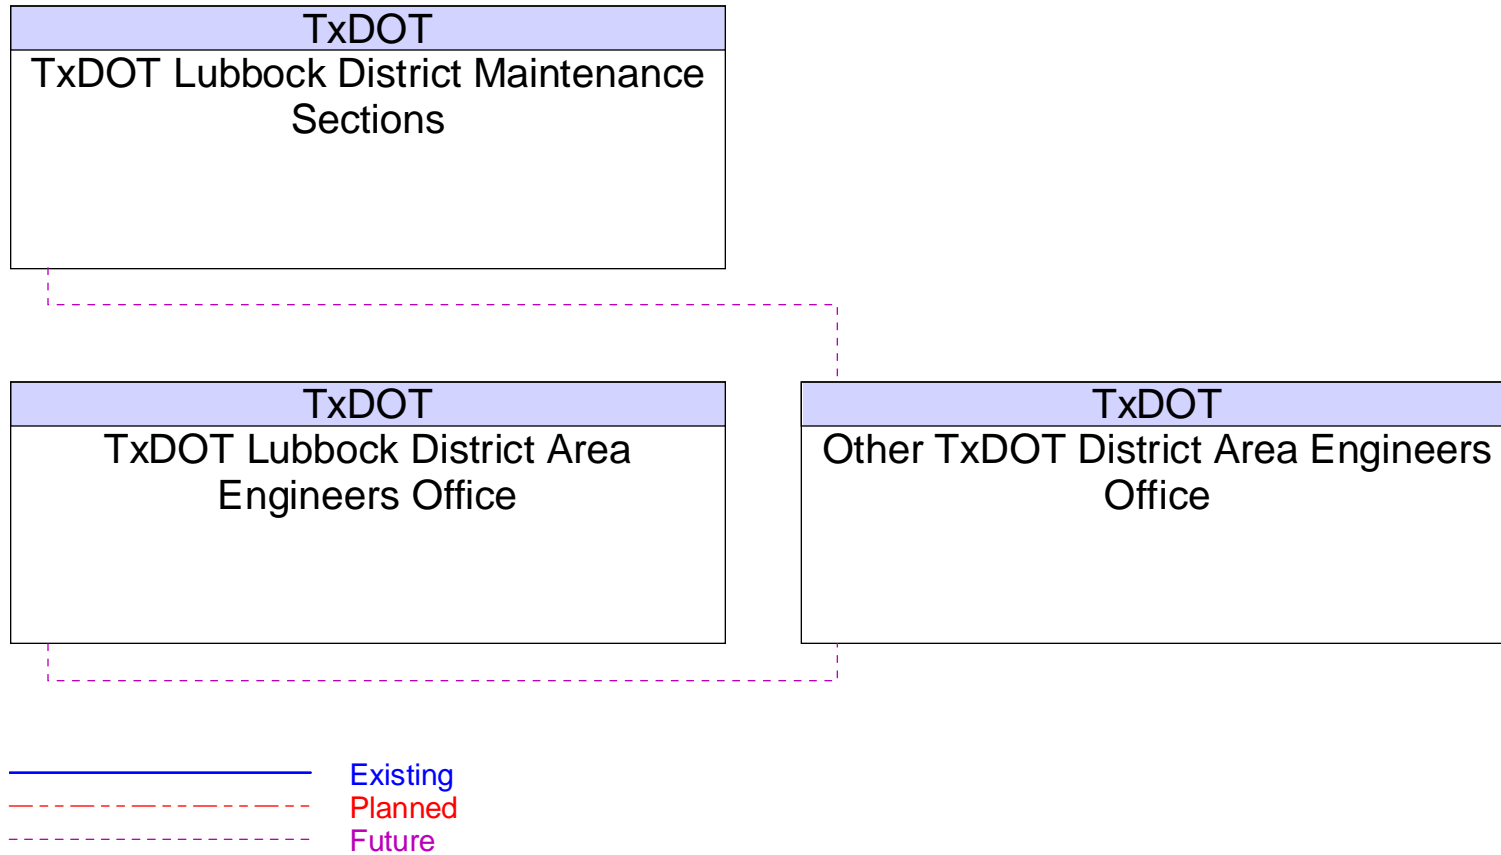 TxDOT
TxDOT Lubbock District Maintenance
Sections
TxDOT
TxDOT Lubbock District Area
Engineers Office
TxDOT
Other TxDOT District Area Engineers
Office
Existing
Planned
Future